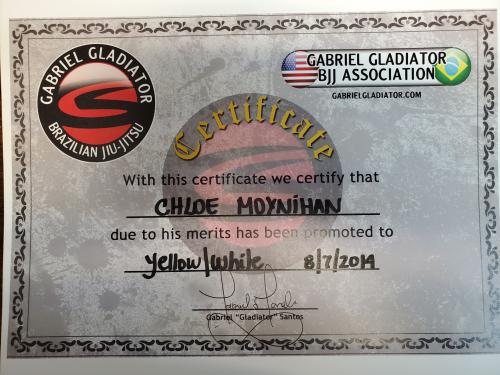 GABRIEL GLADIATOR
BRAZILIAN JIU-JITSU
GABRIEL GLADIATOR
BJJ ASSOCIATION
GABRIELGLADIATOR.COM
Certificate
With this certificate we certify that
CHLOE MOYNIHAN
due to his merits has been promoted to
Yellow/While 8/7/2014
Gabriel "Gladiator" Santos